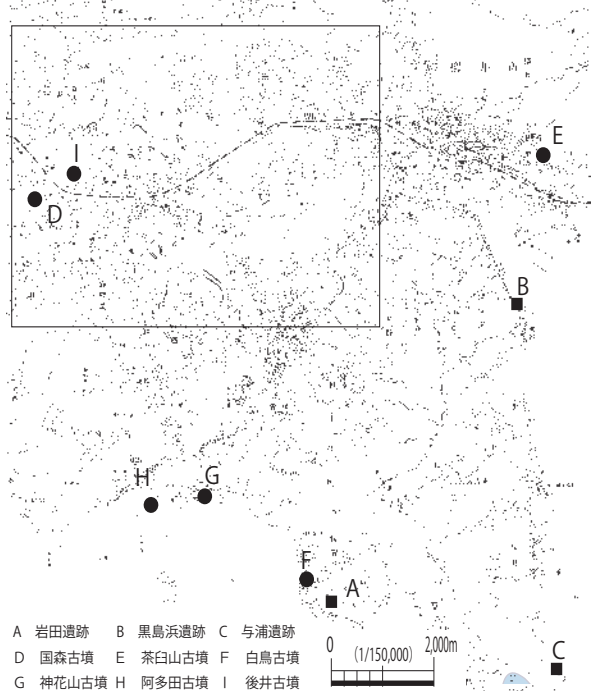 I
E
D
B
H
G
F
A
C
0 (1/150,000) 2,000m
A 岩田遺跡 B 黒島浜遺跡 C 与浦遺跡
D 国森古墳 E 茶臼山古墳 F 白鳥古墳
G 神花山古墳 H 阿多田古墳 I 後井古墳